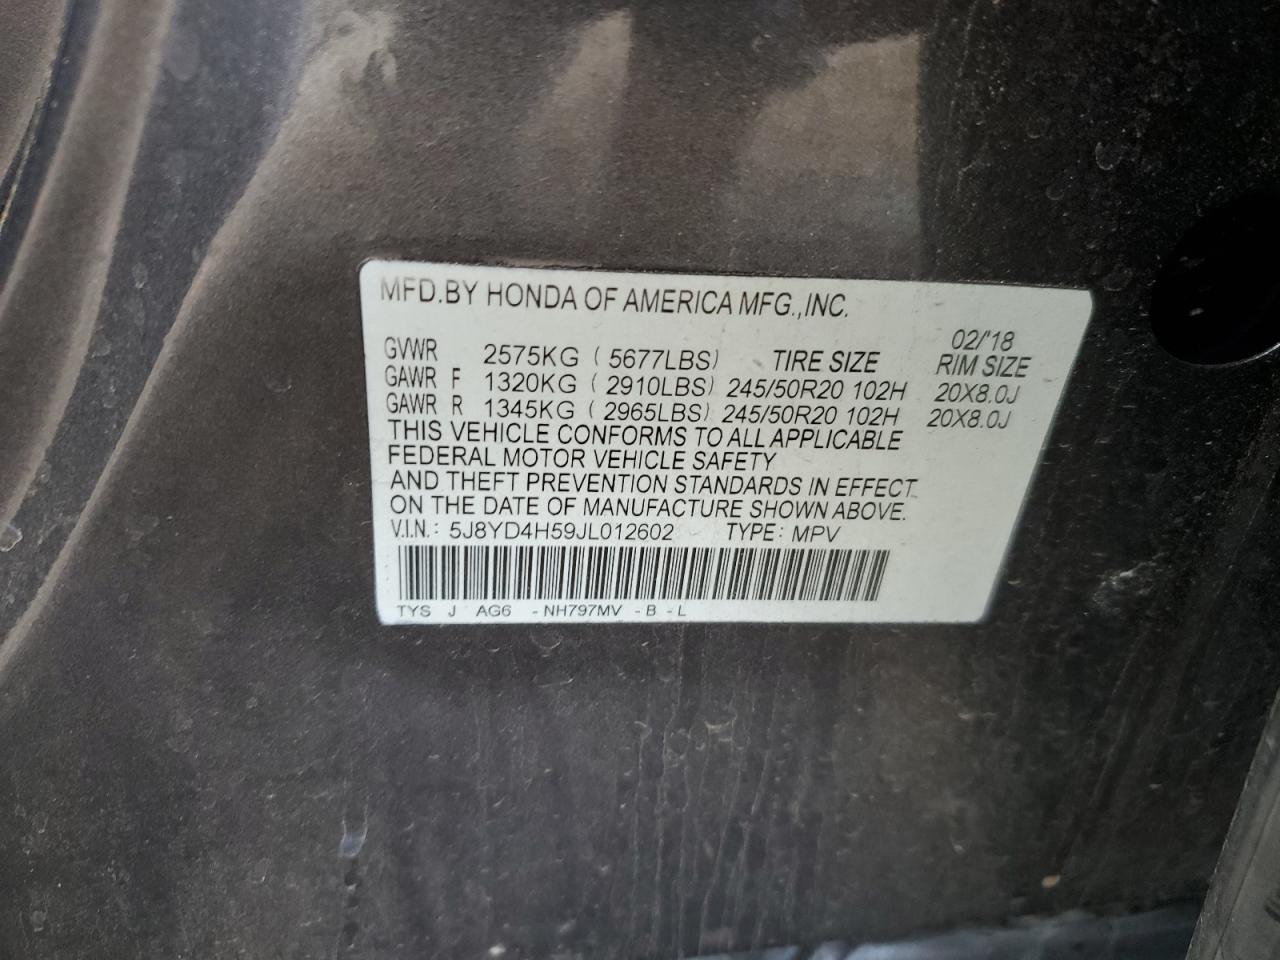 MFD.BY HONDA OF AMERICA MFG.,INC.
02/'18
GVWR 2575KG ( 5677LBS) TIRE SIZE RIM SIZE
GAWR F 1320KG ( 2910LBS) 245/50R20 102H 20X8.0J
GAWR R 1345KG ( 2965LBS) 245/50R20 102H 20X8.0J
THIS VEHICLE CONFORMS TO ALL APPLICABLE
FEDERAL MOTOR VEHICLE SAFETY
AND THEFT PREVENTION STANDARDS IN EFFECT
ON THE DATE OF MANUFACTURE SHOWN ABOVE.
V.I.N.: 5J8YD4H59JL012602 TYPE: MPV
TYS J AG6 - NH797MV - B - L